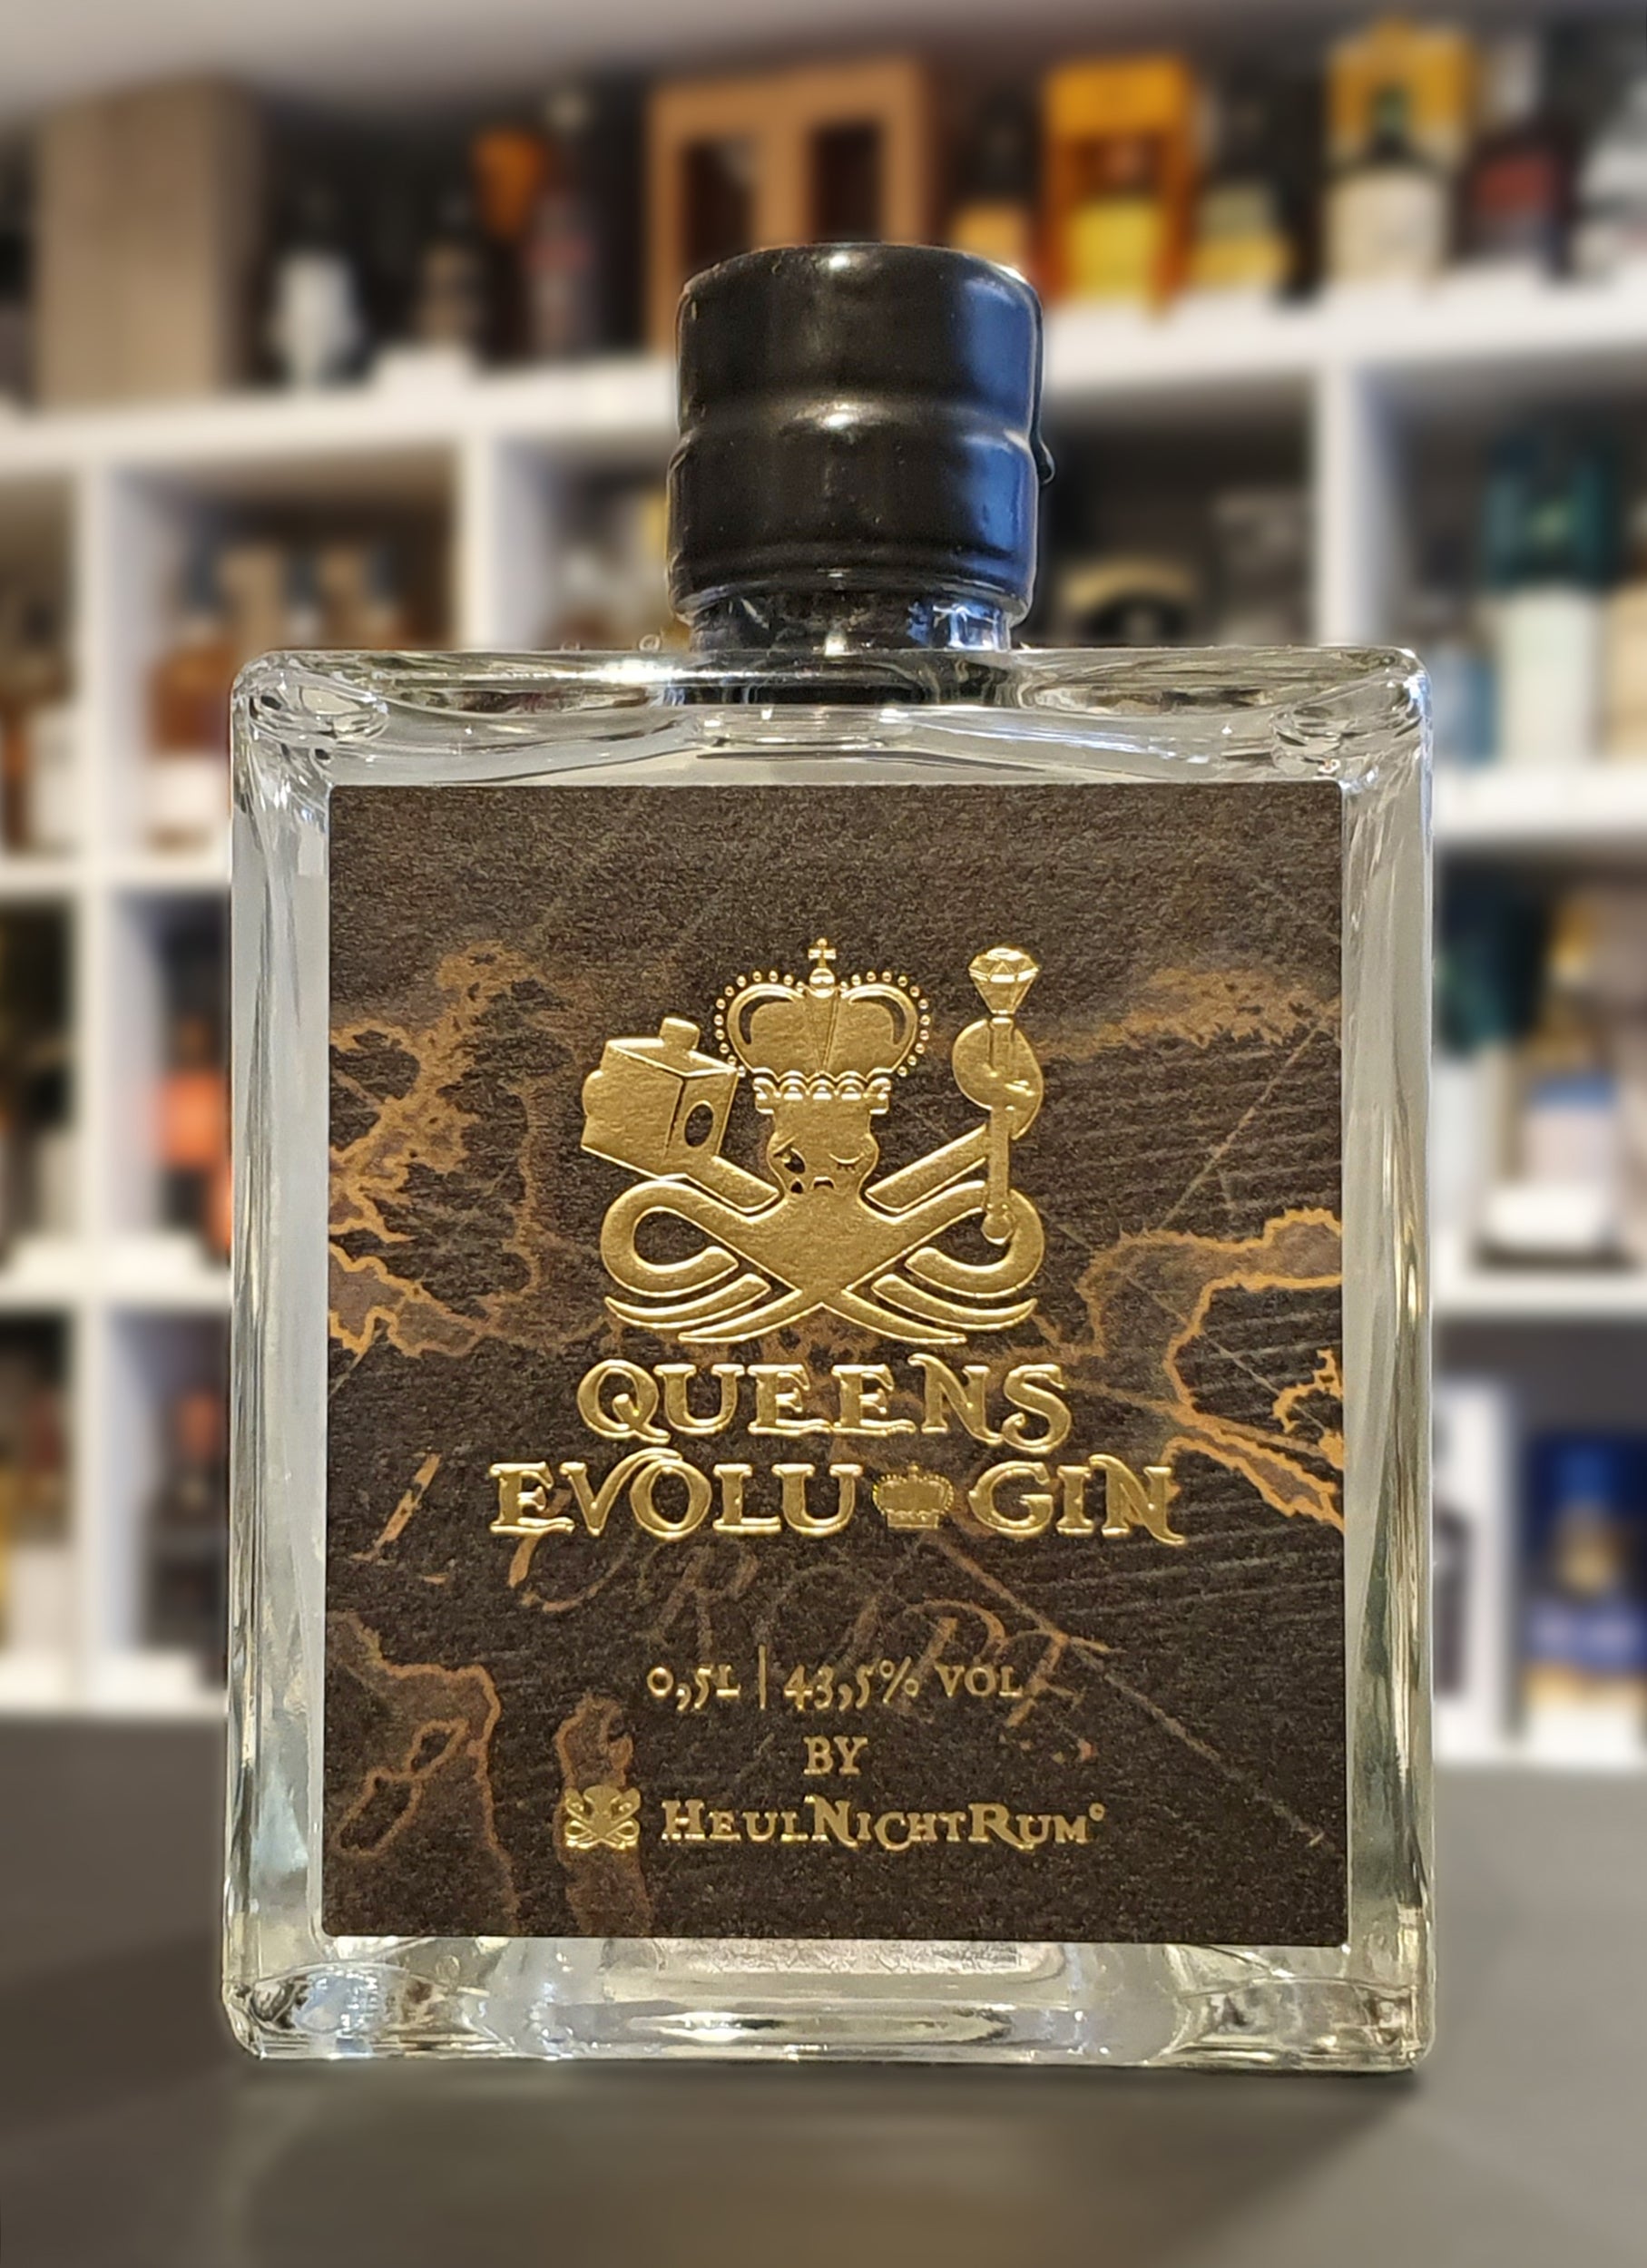 QUEENS
EVOLU GIN
0,5L | 43,5% VOL
BY
HEULNICHTRUM°